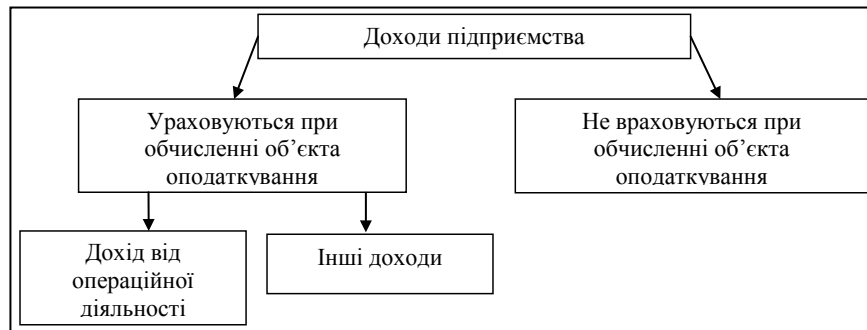 Доходи підприємства
Ураховуються при
обчисленні об’єкта
оподаткування
Не враховуються при
обчисленні об’єкта
оподаткування
Дохід від
операційної
діяльності
Інші доходи